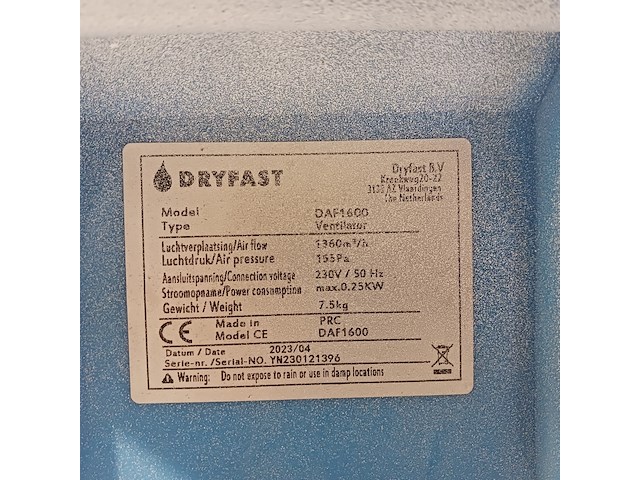 DRYFAST
Dryfast B.V
Kreekweg 20-22
3133 AZ Vlaardingen
The Netherlands
Model DAF1600
Type Ventilator
Luchtverplaatsing/Air flow 1360m³/h
Luchtdruk/Air pressure 155Pa
Aansluitspanning/Connection voltage 230V / 50 Hz
Stroomopname/Power consumption max.0.25KW
Gewicht / Weight 7.5kg
CE Made in PRC
Model CE DAF1600
Datum / Date 2023/04
Serie-nr. /Serial-NO. YN230121396
Warning: Do not expose to rain or use in damp locations